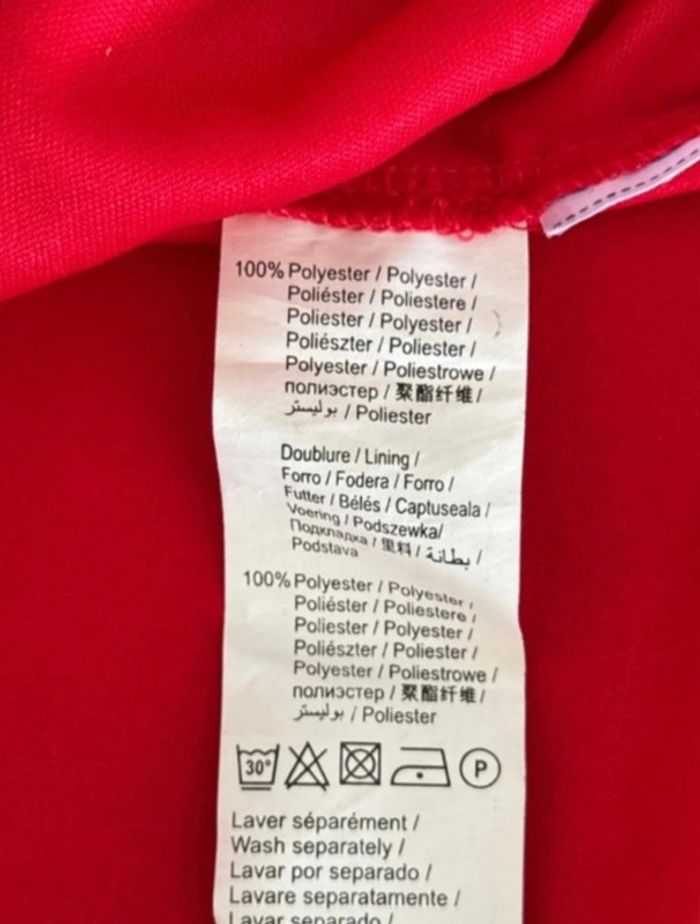 100% Polyester / Polyester /
Poliéster / Poliestere /
Poliester / Polyester /
Poliészter / Poliester /
Polyester / Poliestrowe /
полиэстер / 聚酯纤维 /
بوليستر / Poliester
Doublure / Lining /
Forro / Fodera / Forro /
Futter / Bélés / Captuseala /
Voering / Podszewka/
Подкладка / 里料 / بطانة /
Podstava
100% Polyester / Polyester /
Poliéster / Poliestere /
Poliester / Polyester /
Poliészter / Poliester /
Polyester / Poliestrowe /
полиэстер / 聚酯纤维 /
بوليستر / Poliester
30° P
Laver séparément /
Wash separately /
Lavar por separado /
Lavare separatamente /
Lavar separado /